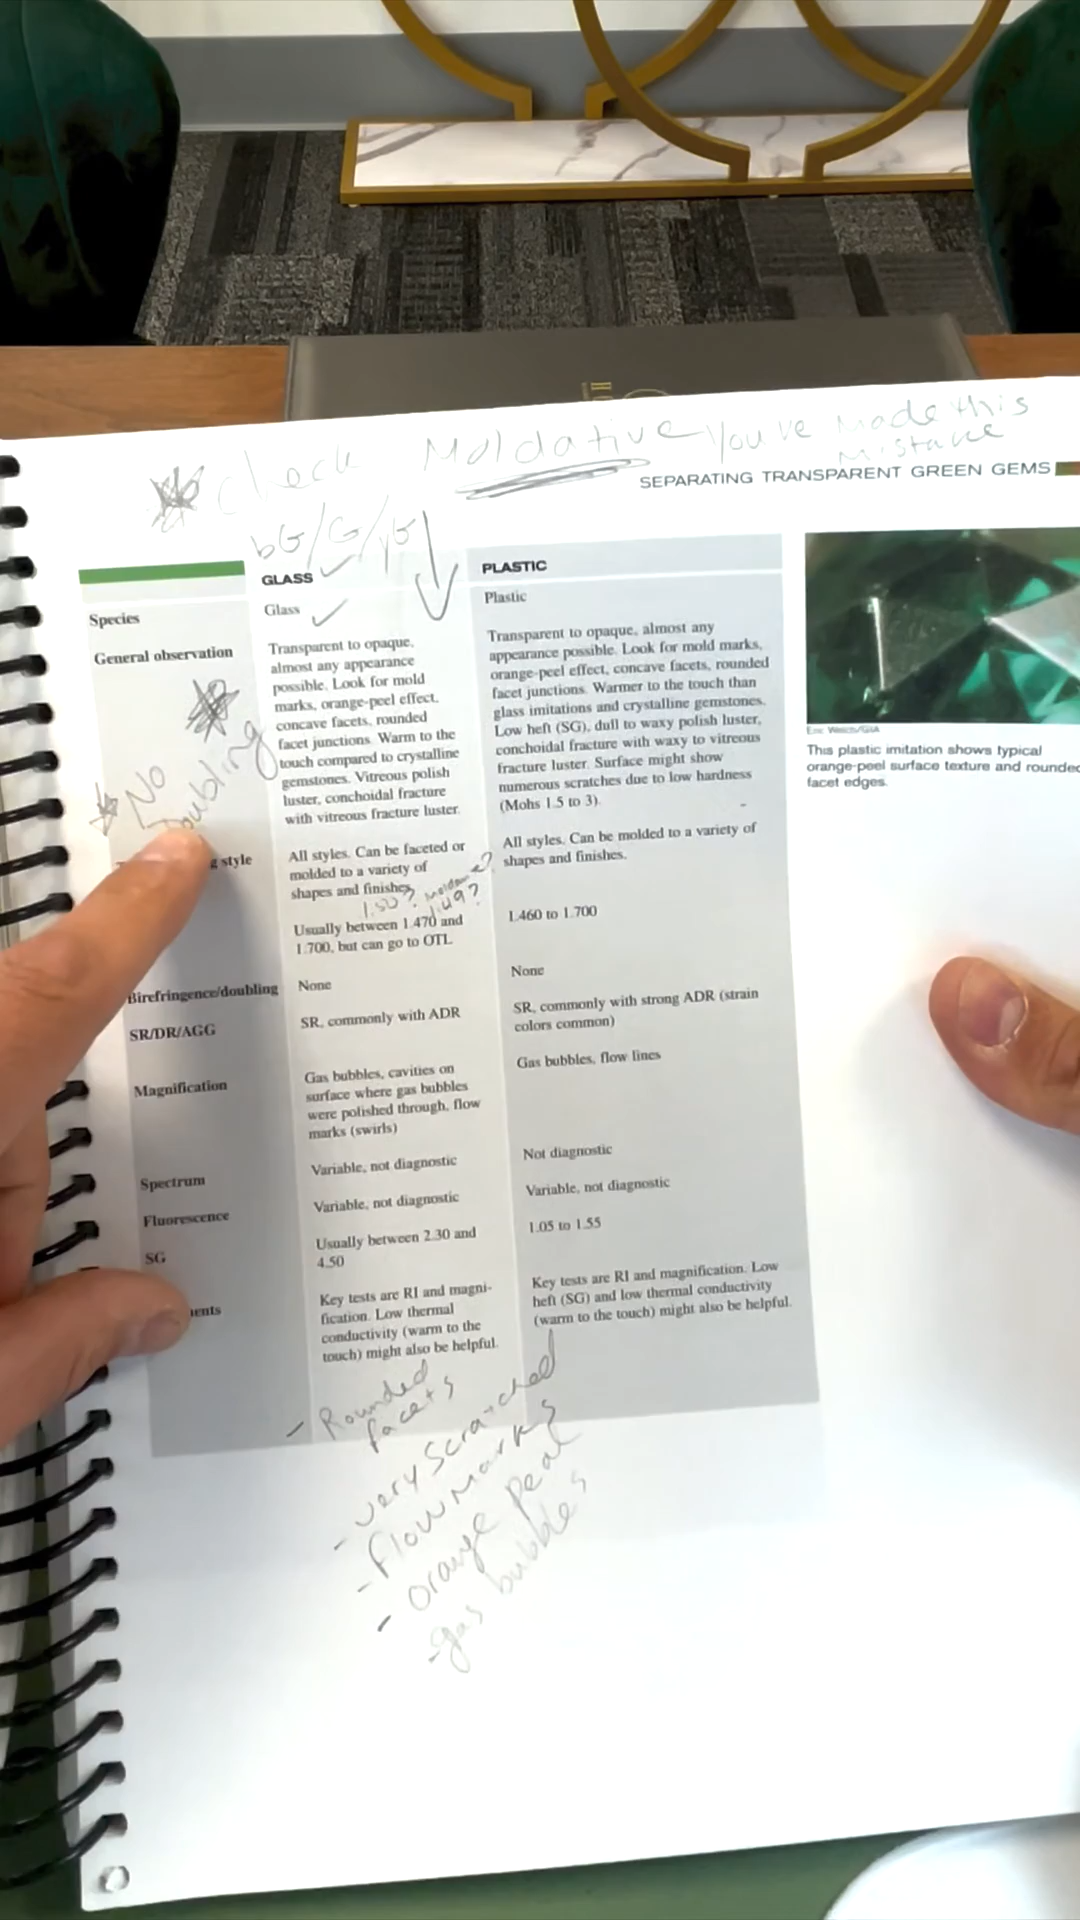 Check Moldative You've Made this
Mistake
SEPARATING TRANSPARENT GREEN GEMS
bG/G/yG
GLASS
PLASTIC
Species
Glass
Plastic
General observation
Transparent to opaque,
almost any appearance
possible. Look for mold
marks, orange-peel effect,
concave facets, rounded
facet junctions. Warm to the
touch compared to crystalline
gemstones. Vitreous polish
luster, conchoidal fracture
with vitreous fracture luster.
Transparent to opaque, almost any
appearance possible. Look for mold marks,
orange-peel effect, concave facets, rounded
facet junctions. Warmer to the touch than
glass imitations and crystalline gemstones.
Low heft (SG), dull to waxy polish luster,
conchoidal fracture with waxy to vitreous
fracture luster. Surface might show
numerous scratches due to low hardness
(Mohs 1.5 to 3).
Eric Welch/GIA
This plastic imitation shows typical
orange-peel surface texture and rounded
facet edges.
No
Doubling
style
All styles. Can be faceted or
molded to a variety of
shapes and finishes.
All styles. Can be molded to a variety of
shapes and finishes.
1.50?
1.49?
Usually between 1.470 and
1.700, but can go to OTL
1.460 to 1.700
Birefringence/doubling
None
None
SR/DR/AGG
SR, commonly with ADR
SR, commonly with strong ADR (strain
colors common)
Magnification
Gas bubbles, cavities on
surface where gas bubbles
were polished through, flow
marks (swirls)
Gas bubbles, flow lines
Spectrum
Variable, not diagnostic
Not diagnostic
Fluorescence
Variable, not diagnostic
Variable, not diagnostic
SG
Usually between 2.30 and
4.50
1.05 to 1.55
ents
Key tests are RI and magni-
fication. Low thermal
conductivity (warm to the
touch) might also be helpful.
Key tests are RI and magnification. Low
heft (SG) and low thermal conductivity
(warm to the touch) might also be helpful.
- Rounded
facets
- very Scratched
- flow Marks
- orange peal
- gas bubbles